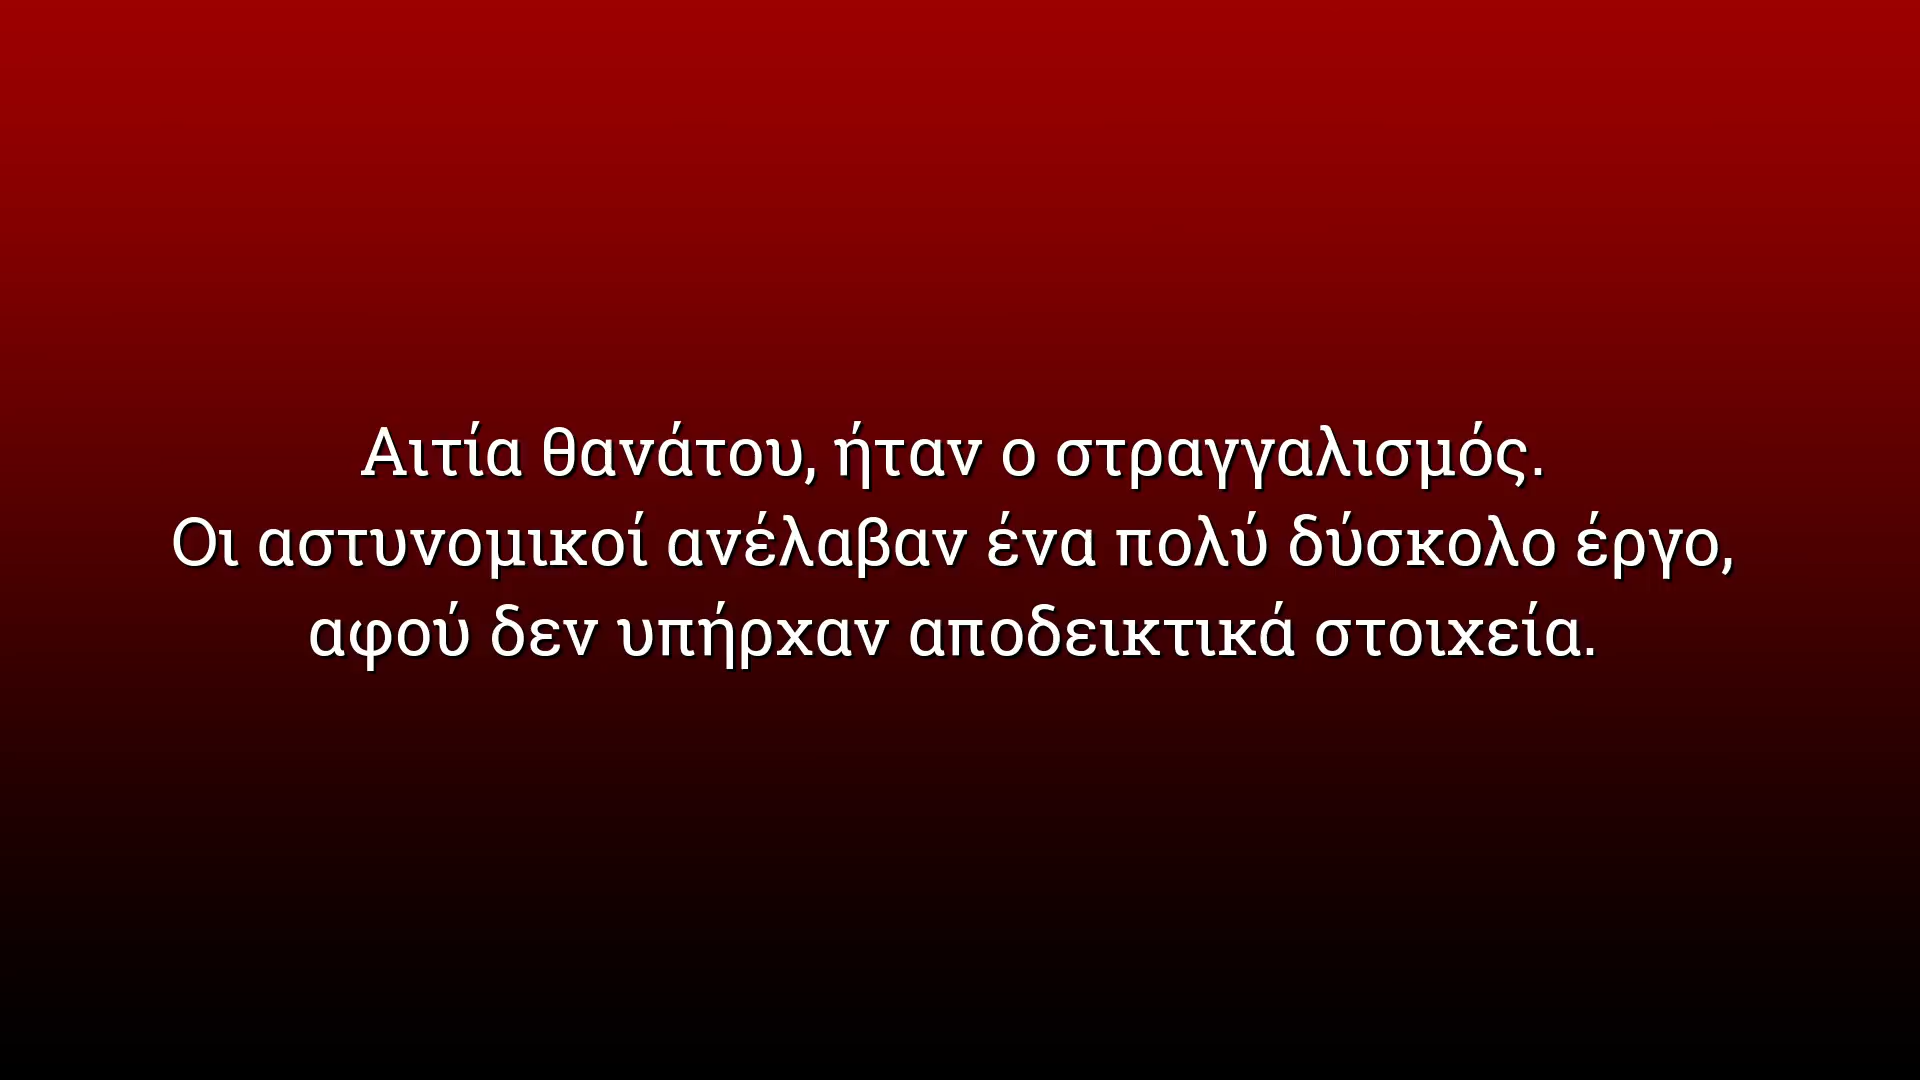 Αιτία θανάτου, ήταν ο στραγγαλισμός.
Οι αστυνομικοί ανέλαβαν ένα πολύ δύσκολο έργο,
αφού δεν υπήρχαν αποδεικτικά στοιχεία.